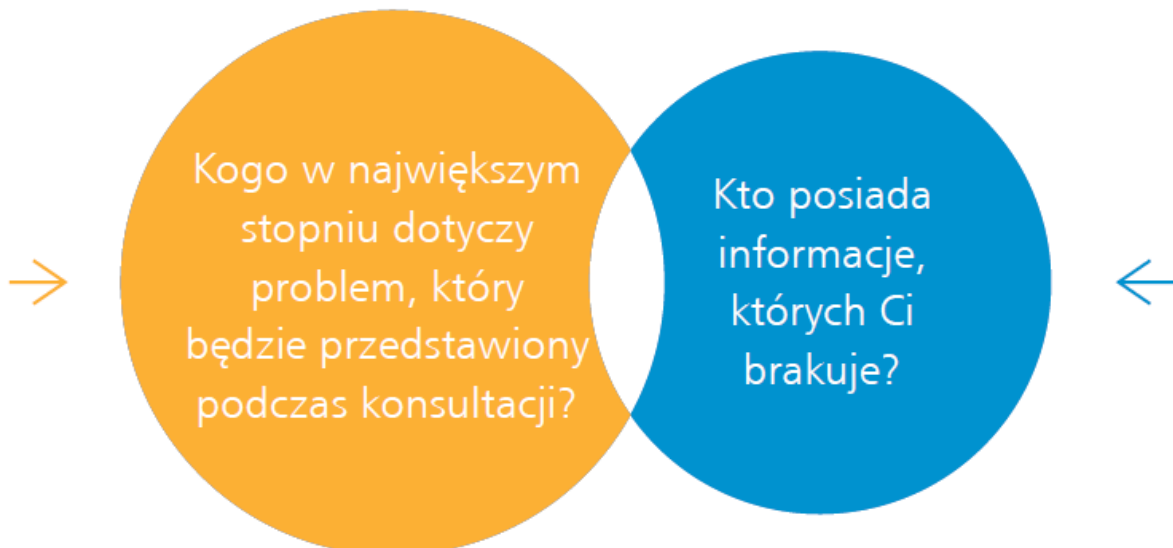 Kogo w największym
stopniu dotyczy
problem, który
będzie przedstawiony
podczas konsultacji?
Kto posiada
informacje,
których Ci
brakuje?